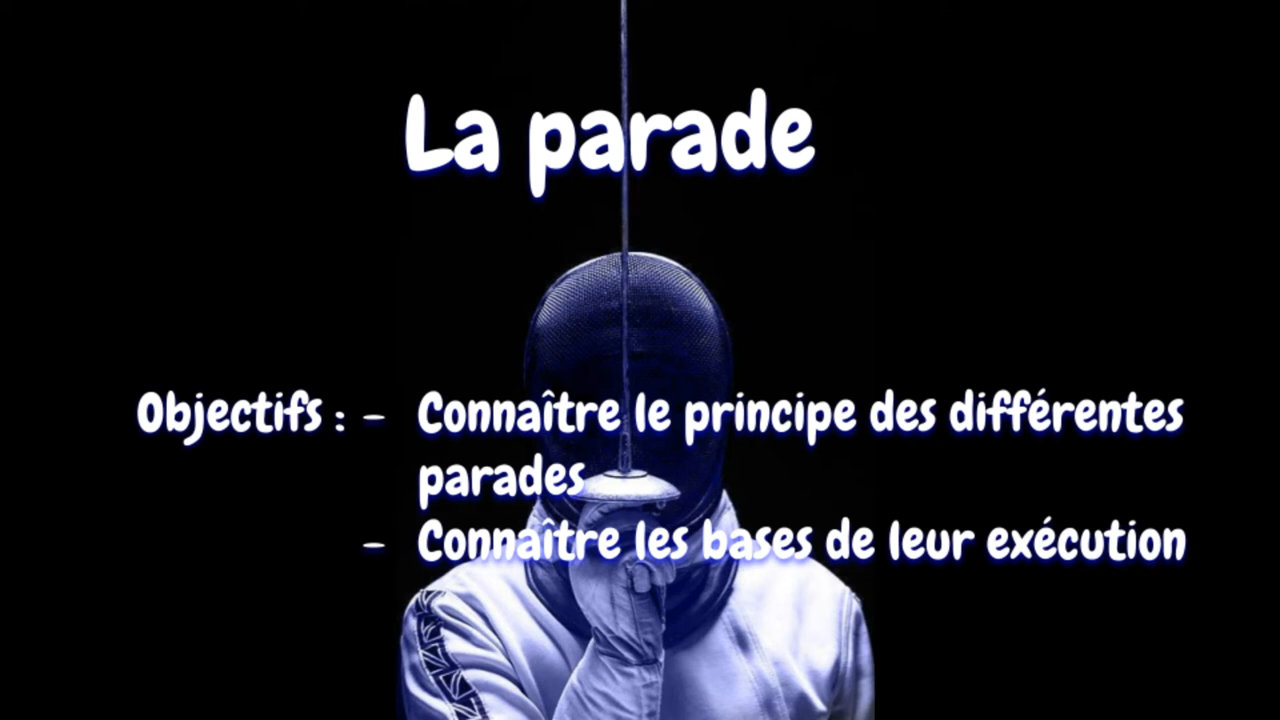 La parade
Objectifs : - Connaître le principe des différentes
parades
- Connaître les bases de leur exécution